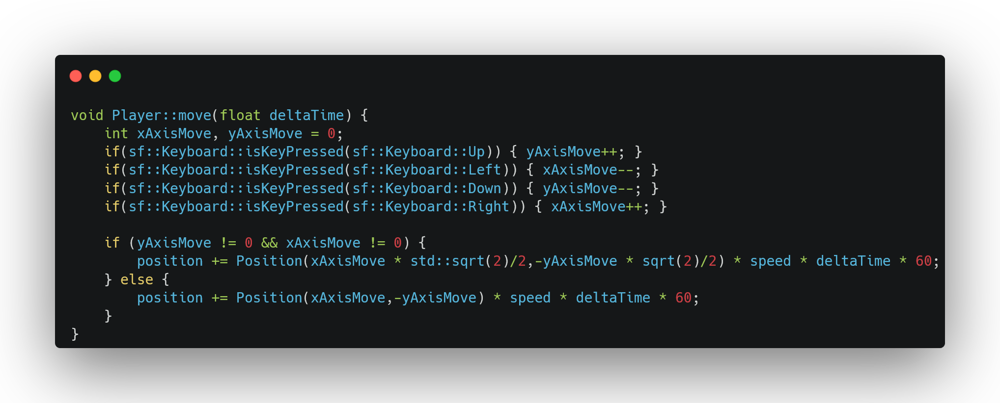 void Player::move(float deltaTime) {
    int xAxisMove, yAxisMove = 0;
    if(sf::Keyboard::isKeyPressed(sf::Keyboard::Up)) { yAxisMove++; }
    if(sf::Keyboard::isKeyPressed(sf::Keyboard::Left)) { xAxisMove--; }
    if(sf::Keyboard::isKeyPressed(sf::Keyboard::Down)) { yAxisMove--; }
    if(sf::Keyboard::isKeyPressed(sf::Keyboard::Right)) { xAxisMove++; }

    if (yAxisMove != 0 && xAxisMove != 0) {
        position += Position(xAxisMove * std::sqrt(2)/2,-yAxisMove * sqrt(2)/2) * speed * deltaTime * 60;
    } else {
        position += Position(xAxisMove,-yAxisMove) * speed * deltaTime * 60;
    }
}